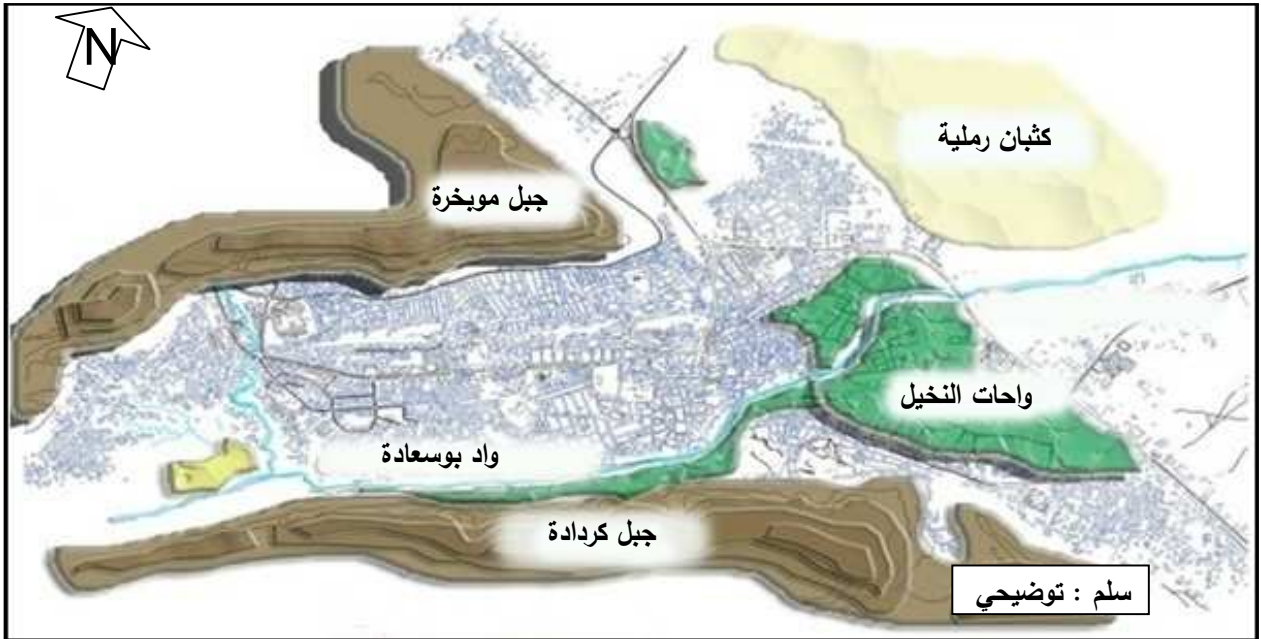 N
كثبان رملية
جبل موبخرة
واحات النخيل
واد بوسعادة
جبل كردادة
سلم : توضيحي